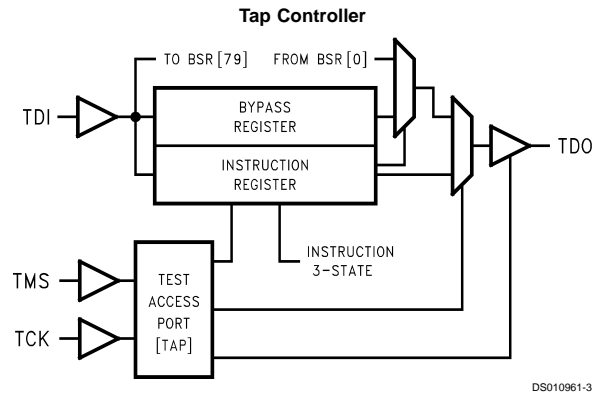 Tap Controller
TO BSR [79]
FROM BSR [0]
TDI
BYPASS
REGISTER
TDO
INSTRUCTION
REGISTER
INSTRUCTION
3-STATE
TMS
TCK
TEST
ACCESS
PORT
[TAP]
DS010961-3